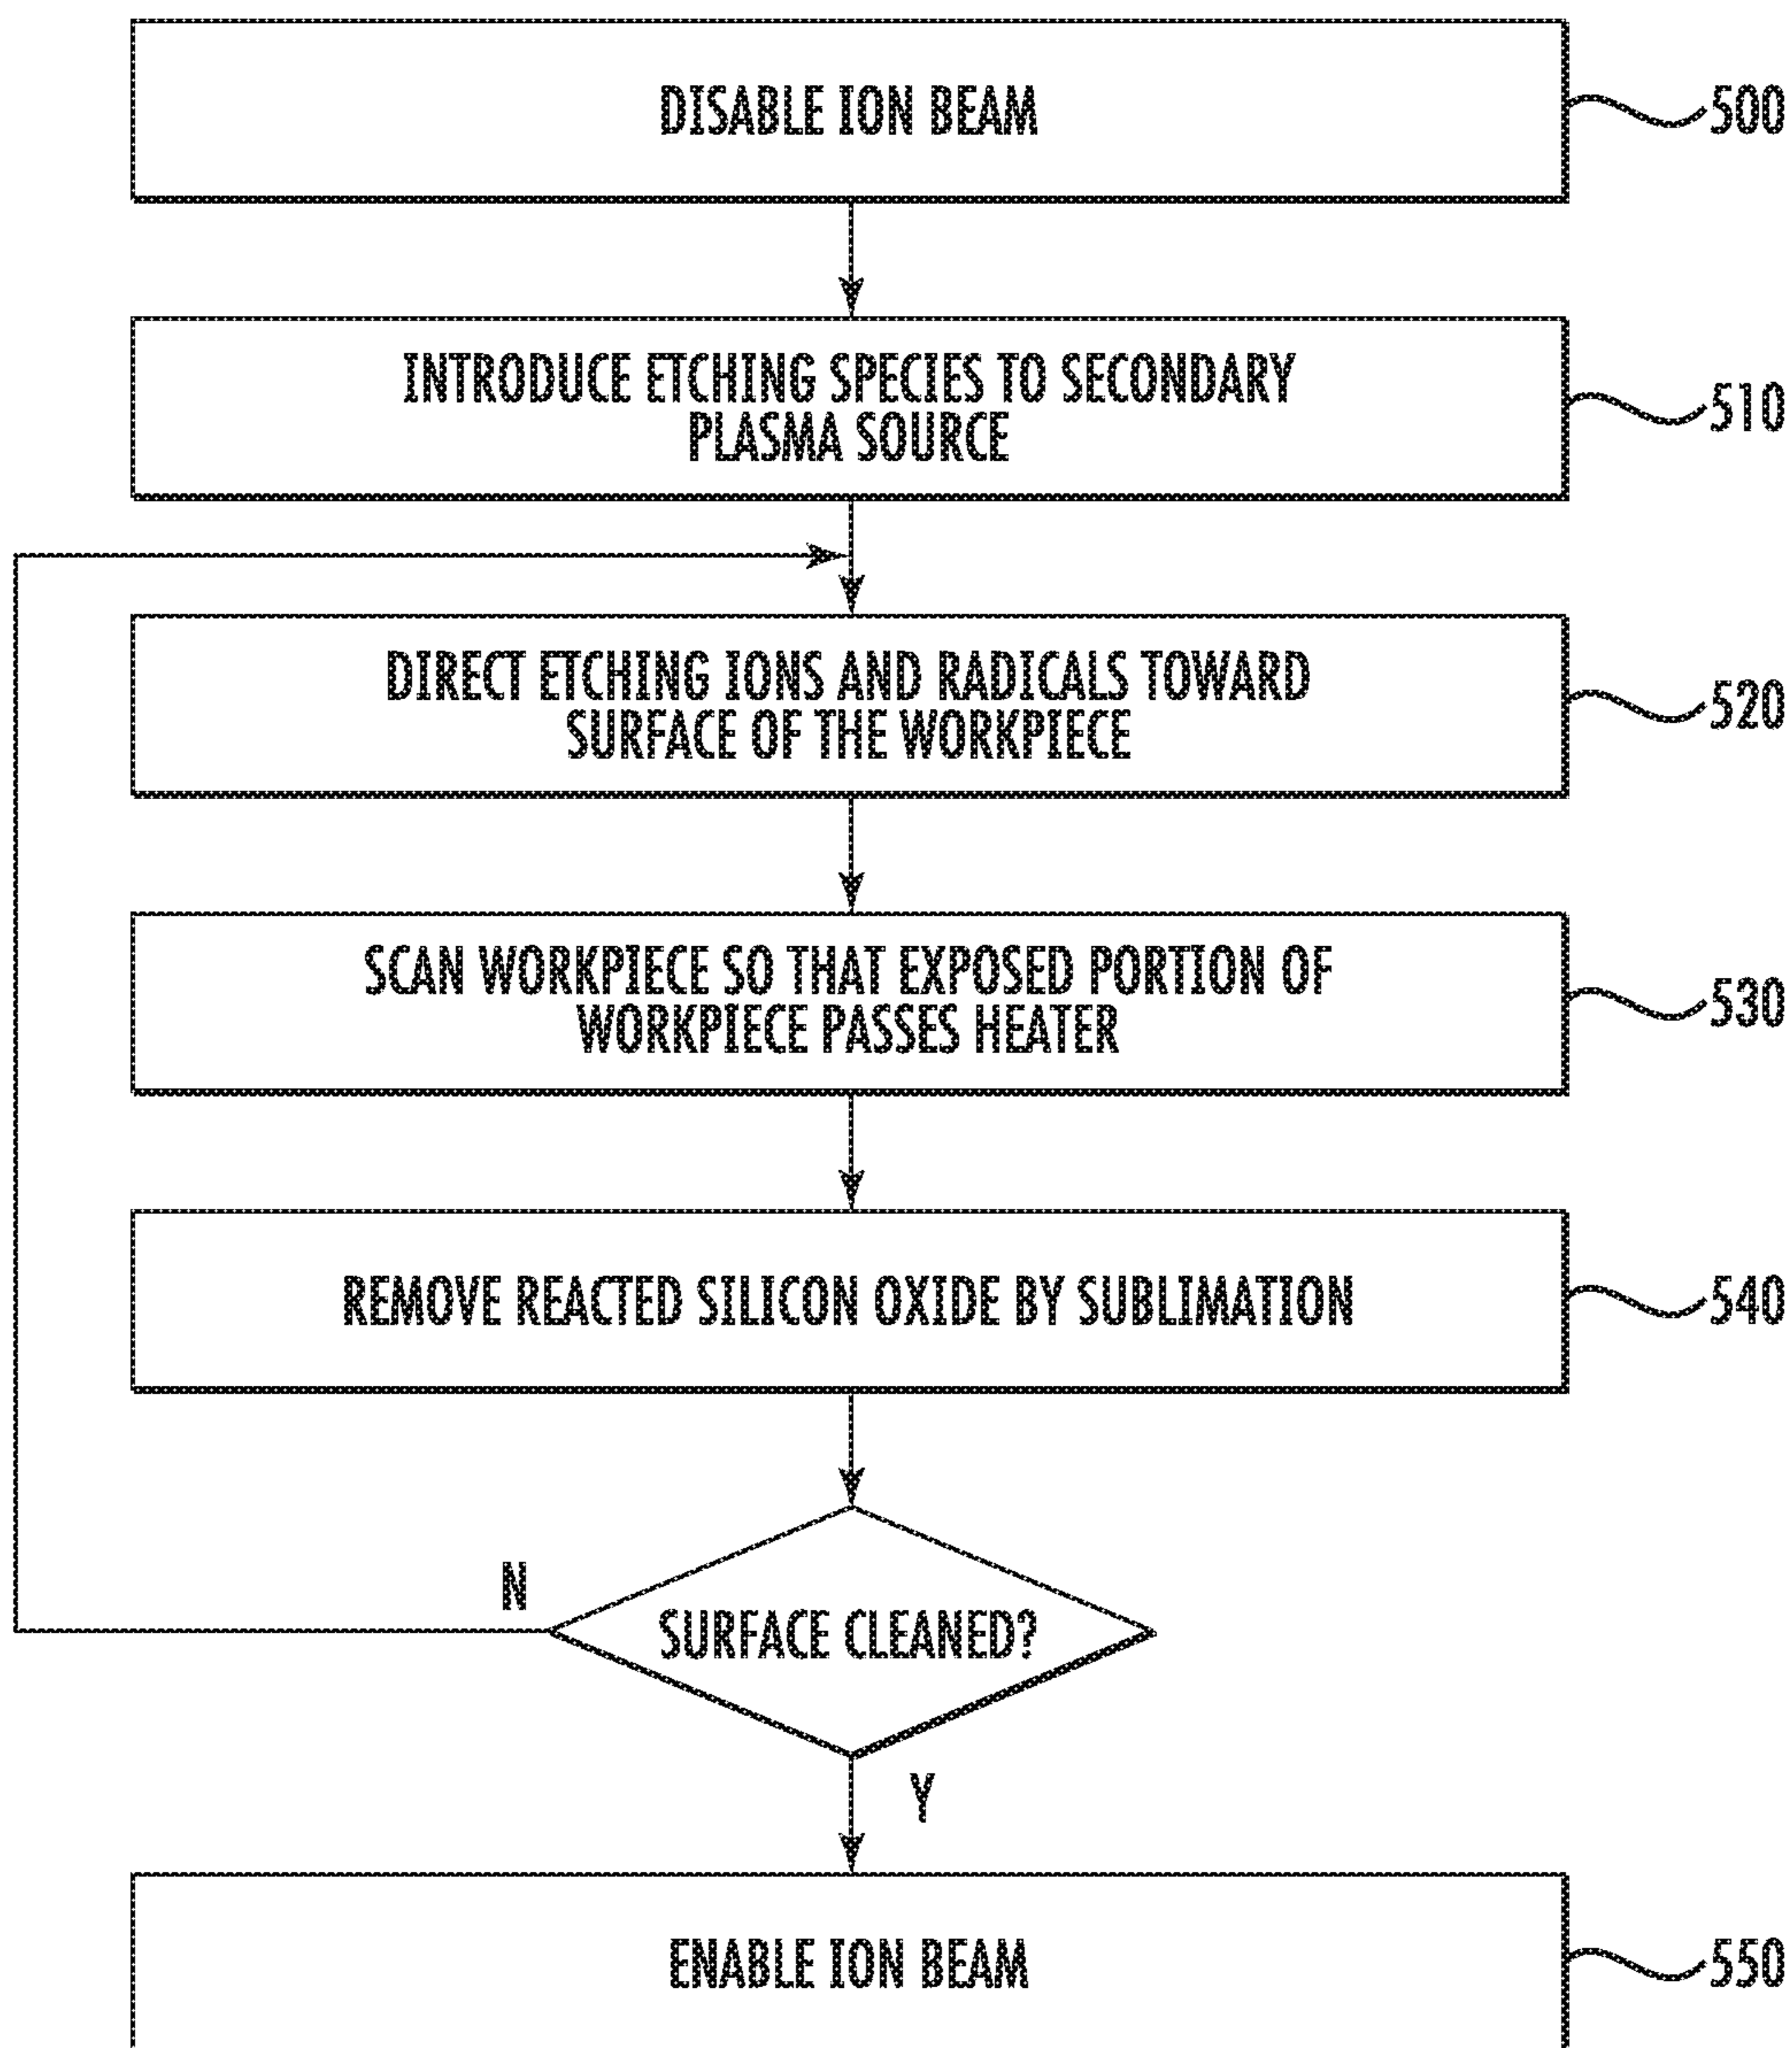 DISABLE ION BEAM
500
INTRODUCE ETCHING SPECIES TO SECONDARY
PLASMA SOURCE
510
DIRECT ETCHING IONS AND RADICALS TOWARD
SURFACE OF THE WORKPIECE
520
SCAN WORKPIECE SO THAT EXPOSED PORTION OF
WORKPIECE PASSES HEATER
530
REMOVE REACTED SILICON OXIDE BY SUBLIMATION
540
N
SURFACE CLEANED?
Y
ENABLE ION BEAM
550